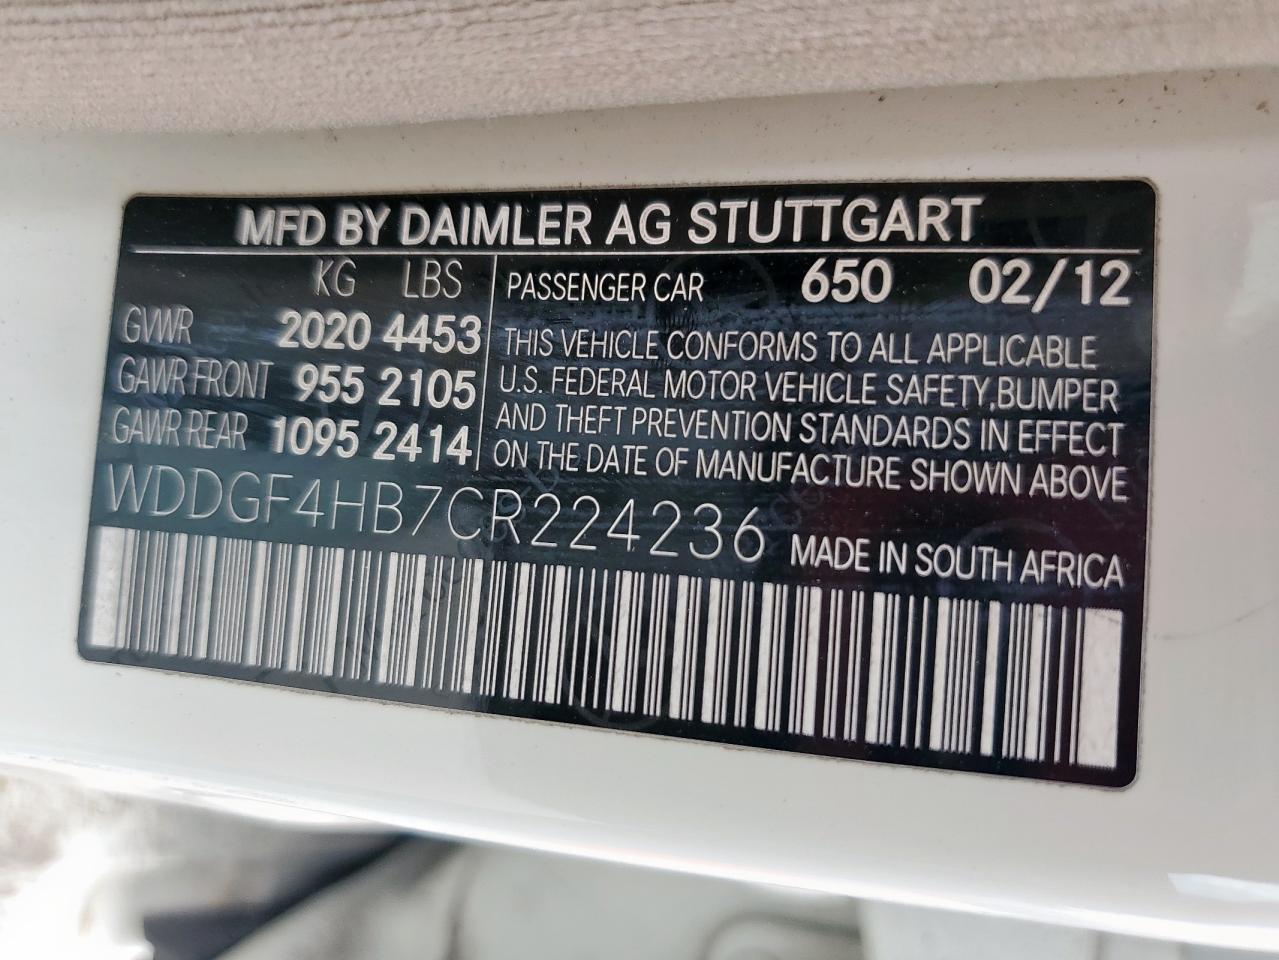 MFD BY DAIMLER AG STUTTGART
KG LBS
GVWR 2020 4453
GAWR FRONT 955 2105
GAWR REAR 1095 2414
PASSENGER CAR 650 02/12
THIS VEHICLE CONFORMS TO ALL APPLICABLE
U.S. FEDERAL MOTOR VEHICLE SAFETY, BUMPER
AND THEFT PREVENTION STANDARDS IN EFFECT
ON THE DATE OF MANUFACTURE SHOWN ABOVE
WDDGF4HB7CR224236 MADE IN SOUTH AFRICA